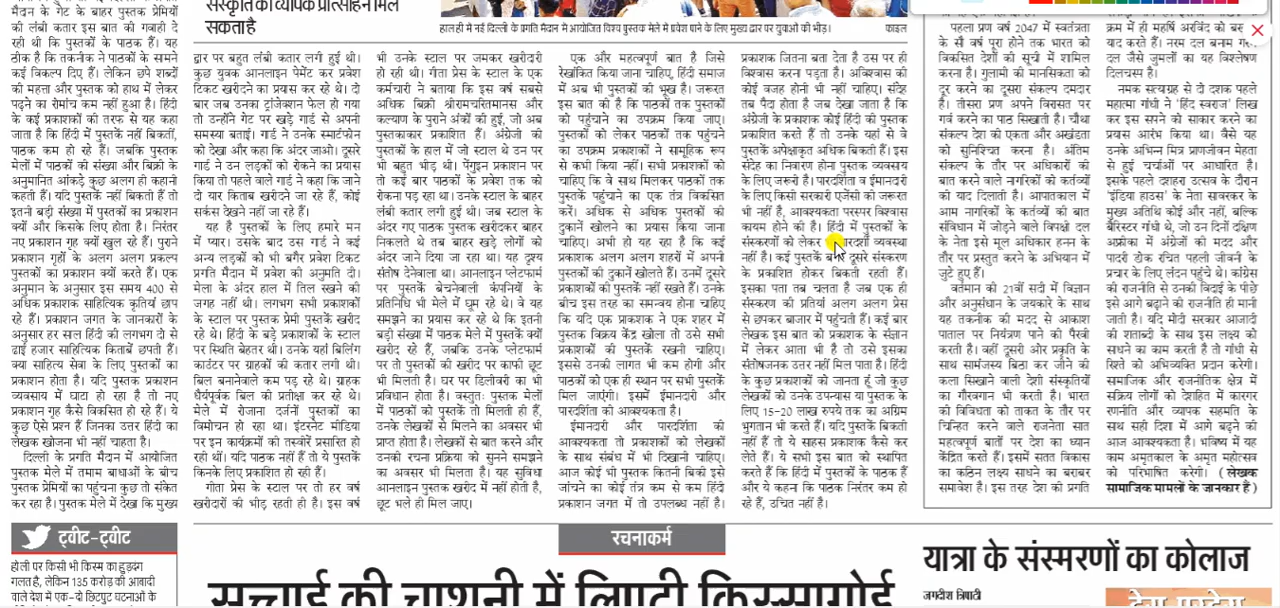 मैदान के गेट के बाहर पुस्तक प्रेमियों
की लंबी कतार इस बात की गवाही दे
रही थी कि पुस्तकों के पाठक हैं। यह
ठीक है कि तकनीक ने पाठकों के सामने
कई विकल्प दिए हैं। लेकिन छपे शब्दों
की महत्ता और पुस्तक को हाथ में लेकर
पढ़ने का रोमांच कम नहीं हुआ है। हिंदी
के कई प्रकाशकों की तरफ से यह कहा
जाता है कि हिंदी में पुस्तकें नहीं बिकतीं,
पाठक कम हो रहे हैं। जबकि पुस्तक
मेलों में पाठकों की संख्या और बिक्री के
अनुमानित आंकड़े कुछ अलग ही कहानी
कहती हैं। यदि पुस्तकें नहीं बिकतीं हैं तो
इतनी बड़ी संख्या में पुस्तकों का प्रकाशन
क्यों और किसके लिए होता है। निरंतर
नए प्रकाशन गृह क्यों खुल रहे हैं। पुराने
प्रकाशन गृहों के अलग अलग प्रकल्प
पुस्तकों का प्रकाशन क्यों करते हैं। एक
अनुमान के अनुसार इस समय 400 से
अधिक प्रकाशक साहित्यिक कृतियां छाप
रहे हैं। प्रकाशन जगत के जानकारों के
अनुसार हर साल हिंदी की लगभग दो से
ढाई हजार साहित्यिक किताबें छपती हैं।
क्या साहित्य सेवा के लिए पुस्तकों का
प्रकाशन होता है। यदि पुस्तक प्रकाशन
व्यवसाय में घाटा हो रहा है तो नए
प्रकाशन गृह कैसे विकसित हो रहे हैं। ये
कुछ ऐसे प्रश्न हैं जिनका उत्तर हिंदी का
लेखक खोजना भी नहीं चाहता है।
दिल्ली के प्रगति मैदान में आयोजित
पुस्तक मेले में तमाम बाधाओं के बीच
पुस्तक प्रेमियों का पहुंचना कुछ तो संकेत
कर रहा है। पुस्तक मेले में देखा कि मुख्य
संस्कृति को व्यापक प्रोत्साहन मिल
सकता है
हाल ही में नई दिल्ली के प्रगति मैदान में आयोजित विश्व पुस्तक मेले में प्रवेश पाने के लिए मुख्य द्वार पर युवाओं की भीड़। फाइल
द्वार पर बहुत लंबी कतार लगी हुई थी।
कुछ युवक आनलाइन पेमेंट कर प्रवेश
टिकट खरीदने का प्रयास कर रहे थे। दो
बार जब उनका ट्रांजेक्शन फेल हो गया
तो उन्होंने गेट पर खड़े गार्ड से अपनी
समस्या बताई। गार्ड ने उनके स्मार्टफोन
को देखा और कहा कि अंदर जाओ। दूसरे
गार्ड ने उन लड़कों को रोकने का प्रयास
किया तो पहले वाले गार्ड ने कहा कि जाने
दो यार किताब खरीदने जा रहे हैं, कोई
सर्कस देखने नहीं जा रहे हैं।
यह है पुस्तकों के लिए हमारे मन
में प्यार। उसके बाद उस गार्ड ने कई
अन्य लड़कों को भी बगैर प्रवेश टिकट
प्रगति मैदान में प्रवेश की अनुमति दी।
मेला के अंदर हाल में तिल रखने की
जगह नहीं थी। लगभग सभी प्रकाशकों
के स्टाल पर पुस्तक प्रेमी पुस्तकें खरीद
रहे थे। हिंदी के बड़े प्रकाशकों के स्टाल
पर स्थिति बेहतर थी। उनके यहां बिलिंग
काउंटर पर ग्राहकों की कतार लगी थी।
बिल बनानेवाले कम पड़ रहे थे। ग्राहक
धैर्यपूर्वक बिल की प्रतीक्षा कर रहे थे।
मेले में रोजाना दर्जनों पुस्तकों का
विमोचन हो रहा था। इंटरनेट मीडिया
पर इन कार्यक्रमों की तस्वीरें प्रसारित हो
रही थीं। यदि पाठक नहीं हैं तो ये पुस्तकें
किनके लिए प्रकाशित हो रही हैं।
गीता प्रेस के स्टाल पर तो हर वर्ष
खरीदारों की भीड़ रहती ही है। इस वर्ष
भी उनके स्टाल पर जमकर खरीदारी
हो रही थी। गीता प्रेस के स्टाल के एक
कर्मचारी ने बताया कि इस वर्ष सबसे
अधिक बिक्री श्रीरामचरितमानस और
कल्याण के पुराने अंकों की हुई, जो अब
पुस्तकाकार प्रकाशित हैं। अंग्रेजी की
पुस्तकों के हाल में जो स्टाल थे उन पर
भी बहुत भीड़ थी। पेंगुइन प्रकाशन पर
तो कई बार पाठकों के प्रवेश तक को
रोकना पड़ रहा था। उनके स्टाल के बाहर
लंबी कतार लगी हुई थी। जब स्टाल के
अंदर गए पाठक पुस्तक खरीदकर बाहर
निकलते थे तब बाहर खड़े लोगों को
अंदर जाने दिया जा रहा था। यह दृश्य
संतोष देनेवाला था। आनलाइन प्लेटफार्म
पर पुस्तकें बेचनेवाली कंपनियों के
प्रतिनिधि भी मेले में घूम रहे थे। वे यह
समझने का प्रयास कर रहे थे कि इतनी
बड़ी संख्या में पाठक मेले में पुस्तकें क्यों
खरीद रहे हैं, जबकि उनके प्लेटफार्म
पर तो पुस्तकों की खरीद पर काफी छूट
भी मिलती है। घर पर डिलीवरी का भी
प्रविधान होता है। वस्तुतः पुस्तक मेलों
में पाठकों को पुस्तकें तो मिलती ही हैं,
उनके लेखकों से मिलने का अवसर भी
प्राप्त होता है। लेखकों से बात करने और
उनकी रचना प्रक्रिया को सुनने समझने
का अवसर भी मिलता है। यह सुविधा
आनलाइन पुस्तक खरीद में नहीं होती है,
छूट भले ही मिल जाए।
एक और महत्वपूर्ण बात है जिसे
रेखांकित किया जाना चाहिए, हिंदी समाज
में अब भी पुस्तकों की भूख है। जरूरत
इस बात की है कि पाठकों तक पुस्तकों
को पहुंचाने का उपक्रम किया जाए।
पुस्तकों को लेकर पाठकों तक पहुंचने
का उपक्रम प्रकाशकों ने सामूहिक रूप
से कभी किया नहीं। सभी प्रकाशकों को
चाहिए कि वे साथ मिलकर पाठकों तक
पुस्तकें पहुंचाने का एक तंत्र विकसित
करें। अधिक से अधिक पुस्तकों की
दुकानें खोलने का प्रयास किया जाना
चाहिए। अभी हो यह रहा है कि कई
प्रकाशक अलग अलग शहरों में अपनी
पुस्तकों की दुकानें खोलते हैं। उनमें दूसरे
प्रकाशकों की पुस्तकें नहीं रखते हैं। उनके
बीच इस तरह का समन्वय होना चाहिए
कि यदि एक प्राकशक ने एक शहर में
पुस्तक विक्रय केंद्र खोला तो उसे सभी
प्रकाशकों की पुस्तकें रखनी चाहिए।
इससे उनकी लागत भी कम होगी और
पाठकों को एक ही स्थान पर सभी पुस्तकें
मिल जाएंगी। इसमें ईमानदारी और
पारदर्शिता की आवश्यकता है।
ईमानदारी और पारदर्शिता की
आवश्यकता तो प्रकाशकों को लेखकों
के साथ संबंध में भी दिखानी चाहिए।
आज कोई भी पुस्तक कितनी बिकी इसे
जांचने का कोई तंत्र कम से कम हिंदी
प्रकाशन जगत में तो उपलब्ध नहीं है।
प्रकाशक जितना बता देता है उस पर ही
विश्वास करना पड़ता है। अविश्वास की
कोई वजह होनी भी नहीं चाहिए। संदेह
तब पैदा होता है जब देखा जाता है कि
अंग्रेजी के प्रकाशक कोई हिंदी की पुस्तक
प्रकाशित करते हैं तो उनके यहां से वे
पुस्तकें अपेक्षाकृत अधिक बिकती हैं। इस
संदेह का निवारण होना पुस्तक व्यवसाय
के लिए जरूरी है। पारदर्शिता व ईमानदारी
के लिए किसी सरकारी एजेंसी को जरूरत
भी नहीं है, आवश्यकता परस्पर विश्वास
कायम होने की है। हिंदी में पुस्तकों के
संस्करणों को लेकर व्यवस्था
नहीं है। कई पुस्तकें दूसरे संस्करण
के प्रकाशित होकर बिकती रहती हैं।
इसका पता तब चलता है जब एक ही
संस्करण की प्रतियां अलग अलग प्रेस
से छपकर बाजार में पहुंचती हैं। कई बार
लेखक इस बात को प्रकाशक के संज्ञान
में लेकर आता भी है तो उसे इसका
संतोषजनक उत्तर नहीं मिल पाता है। हिंदी
के कुछ प्रकाशकों को जानता हूं जो कुछ
लेखकों को उनके उपन्यास या पुस्तक के
लिए 15-20 लाख रुपये तक का अग्रिम
भुगतान भी करते हैं। यदि पुस्तकें बिकती
नहीं हैं तो ये साहस प्रकाशक कैसे कर
लेते हैं। ये सभी इस बात को स्थापित
करते हैं कि हिंदी में पुस्तकों के पाठक हैं
और ये कहना कि पाठक निरंतर कम हो
रहे हैं, उचित नहीं है।
पहला प्रण वर्ष 2047 में स्वतंत्रता
के सौ वर्ष पूरा होने तक भारत को
विकसित देशों की सूची में शामिल
करना है। गुलामी की मानसिकता को
दूर करने का दूसरा संकल्प दमदार
है। तीसरा प्रण अपने विरासत पर
गर्व करने का पाठ सिखाती है। चौथा
संकल्प देश की एकता और अखंडता
को सुनिश्चित करना है। अंतिम
संकल्प के तौर पर अधिकारों की
बात करने वाले नागरिकों को कर्तव्यों
की याद दिलाता है। आपातकाल में
आम नागरिकों के कर्तव्यों की बात
संविधान में जोड़ने वाले विपक्षी दल
के नेता इसे मूल अधिकार हनन के
तौर पर प्रस्तुत करने के अभियान में
जुटे हुए हैं।
वर्तमान की 21वीं सदी में विज्ञान
और अनुसंधान के जयकारे के साथ
यह तकनीक की मदद से आकाश
पाताल पर नियंत्रण पाने की पैरवी
करती है। वहीं दूसरी ओर प्रकृति के
साथ सामंजस्य बिठा कर जीने की
कला सिखाने वाली देशी संस्कृतियों
का गौरवगान भी करती है। भारत
की विविधता को ताकत के तौर पर
चिन्हित करने वाले राजनेता सात
महत्वपूर्ण बातों पर देश का ध्यान
केंद्रित करते हैं। इसमें सतत विकास
का कठिन लक्ष्य साधने का बराबर
समावेश है। इस तरह देश की प्रगति
क्रम में ही महर्षि अरविंद को
याद करते हैं। नरम दल बनाम
दल जैसे जुमलों का यह विश्लेषण
दिलचस्प है।
नमक सत्याग्रह से दो दशक पहले
महात्मा गांधी ने ‘हिंद स्वराज’ लिख
कर इस सपने को साकार करने का
प्रयास आरंभ किया था। वैसे यह
उनके अभिन्न मित्र प्राणजीवन मेहता
से हुई चर्चाओं पर आधारित है।
इसके पहले दशहरा उत्सव के दौरान
‘इंडिया हाउस’ के नेता सावरकर के
मुख्य अतिथि कोई और नहीं, बल्कि
बैरिस्टर गांधी थे, जो उन दिनों दक्षिण
अफ्रीका में अंग्रेजों की मदद और
पादरी डोक रचित पहली जीवनी के
प्रचार के लिए लंदन पहुंचे थे। कांग्रेस
की राजनीति से उनकी विदाई के पीछे
इसे आगे बढ़ाने की राजनीति ही मानी
जाती है। यदि मोदी सरकार आजादी
की शताब्दी के साथ इस लक्ष्य को
साधने का काम करती है तो गांधी से
रिश्ते को अभिव्यक्ति प्रदान करेगी।
सामाजिक और राजनीतिक क्षेत्र में
सक्रिय लोगों को देशहित में कारगर
रणनीति और व्यापक सहमति के
साथ सही दिशा में आगे बढ़ने की
आज आवश्यकता है। भविष्य में यह
काम अमृतकाल के अमृत महोत्सव
को परिभाषित करेगी। (लेखक
सामाजिक मामलों के जानकार हैं)
ट्वीट-ट्वीट
होली पर किसी भी किस्म का हुड़दंग
गलत है, लेकिन 135 करोड़ की आबादी
वाले देश में एक-दो छिटपुट घटनाओं के
रचनाकर्म
सच्चाई की चाशनी में लिपटी किस्सागोई
यात्रा के संस्मरणों का कोलाज
जगदीश त्रिपाठी